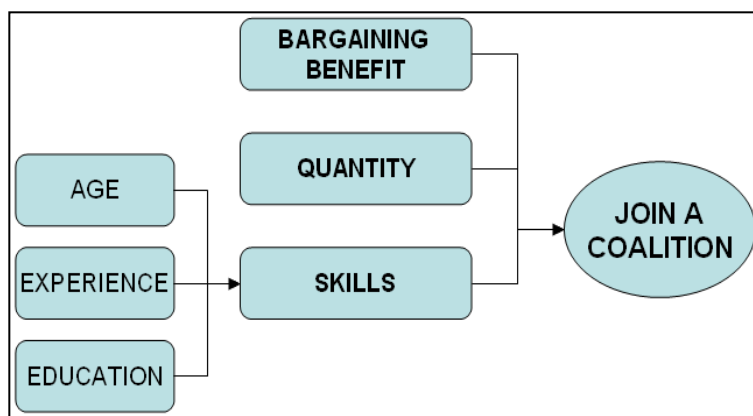 BARGAINING
BENEFIT
QUANTITY
AGE
JOIN A
COALITION
EXPERIENCE
SKILLS
EDUCATION